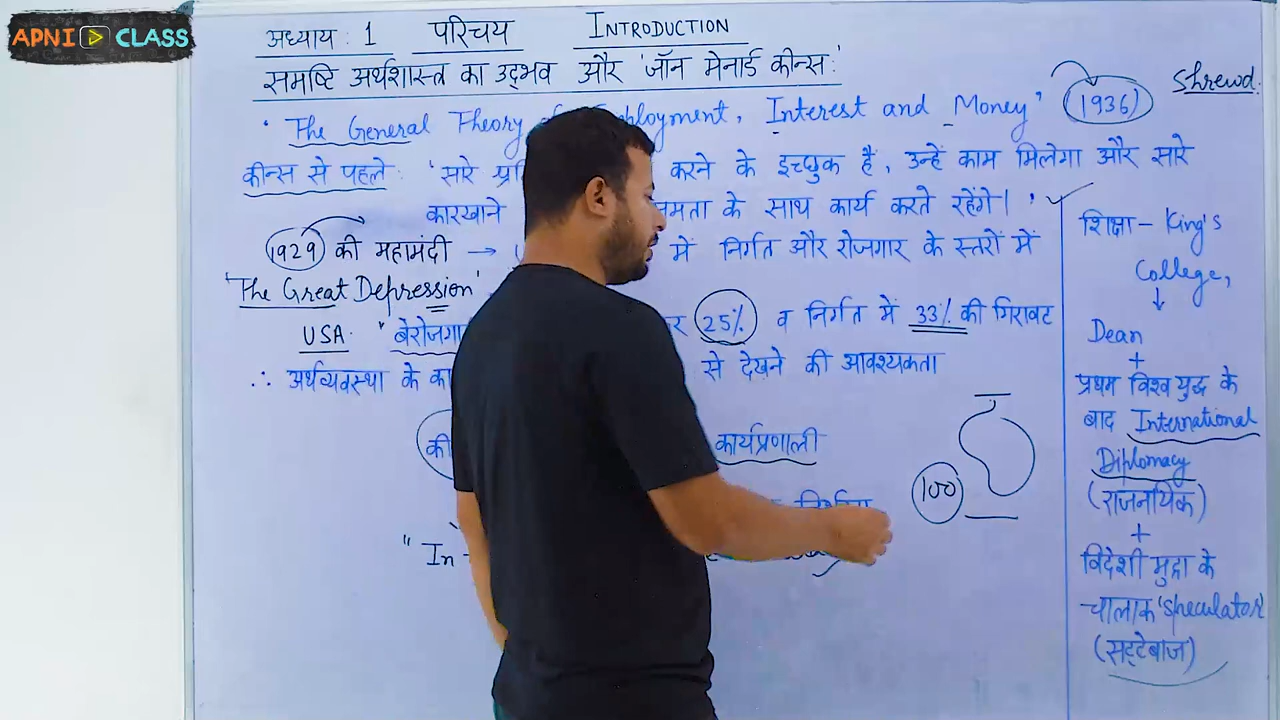 APNI CLASS
अध्याय : 1 परिचय INTRODUCTION
समष्टि अर्थशास्त्र का उद्भव और 'जॉन मेनार्ड कीन्स:'
Shrewd.
'The General Theory Employment, Interest and Money' (1936)
कीन्स से पहले : 'सारे करने के इच्छुक हैं, उन्हें काम मिलेगा और सारे
कारखाने क्षमता के साथ कार्य करते रहेंगे।'
1929 की महामंदी → में निर्गत और रोजगार के स्तरों में
'The Great Depression'
USA. " 25% व निर्गत में 33% की गिरावट
∴ अर्थव्यवस्था के से देखने की आवश्यकता
कार्यप्रणाली
100
"In
शिक्षा – King's
College,
↓
Dean
+
प्रथम विश्व युद्ध के
बाद International
Diplomacy
(राजनयिक)
+
विदेशी मुद्रा के
चालाक 'Speculator'
(सट्टेबाज)